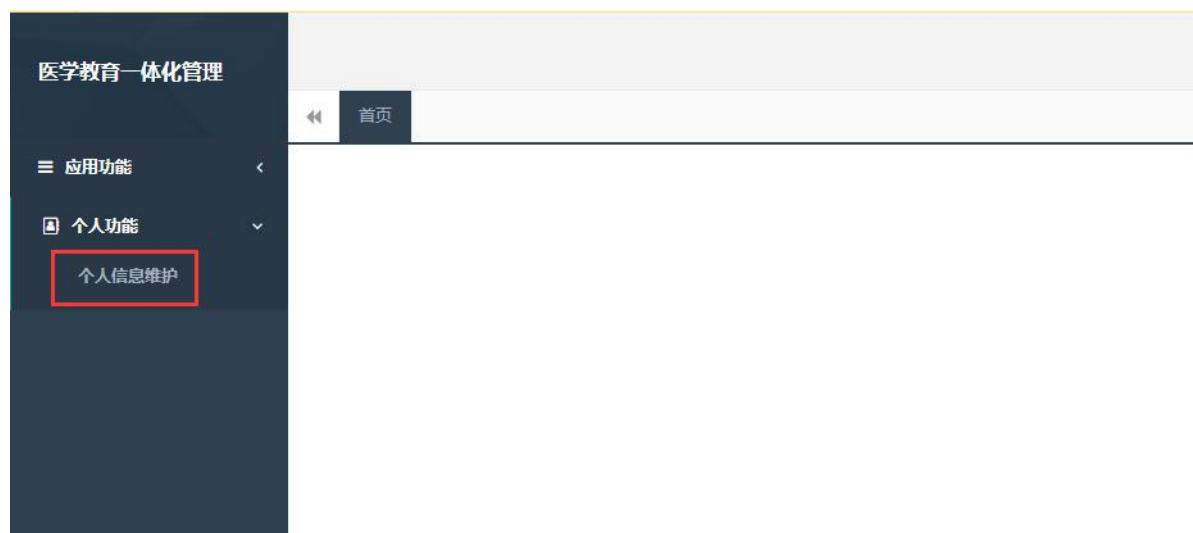 医学教育一体化管理
首页
应用功能
个人功能
个人信息维护